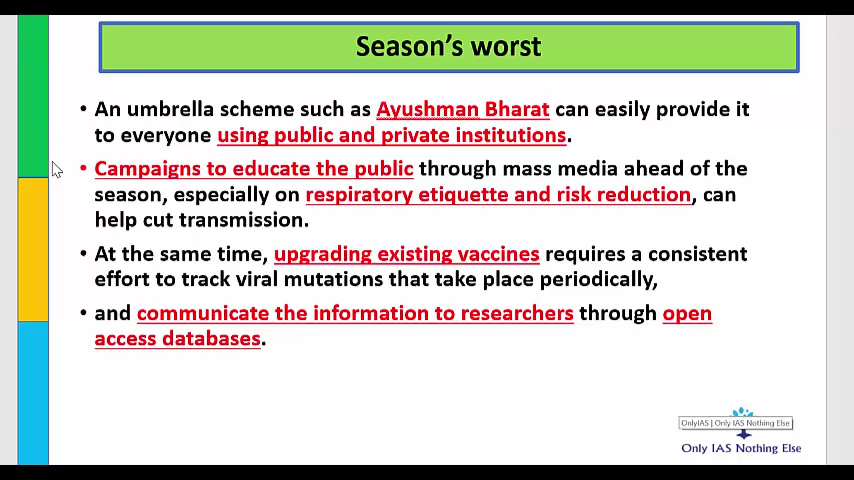 Season's worst
• An umbrella scheme such as Ayushman Bharat can easily provide it
to everyone using public and private institutions.
• Campaigns to educate the public through mass media ahead of the
season, especially on respiratory etiquette and risk reduction, can
help cut transmission.
• At the same time, upgrading existing vaccines requires a consistent
effort to track viral mutations that take place periodically,
• and communicate the information to researchers through open
access databases.
OnlyIAS | Only IAS Nothing Else
Only IAS Nothing Else